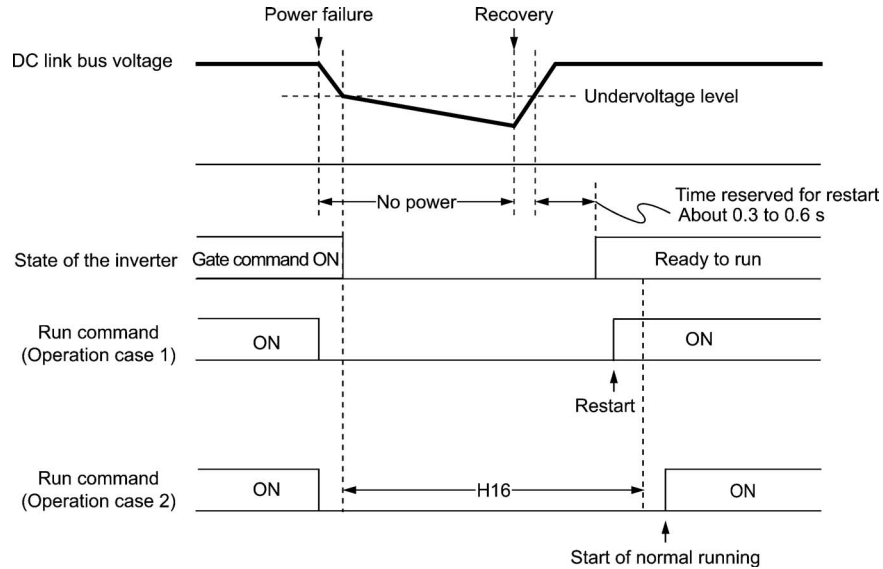 Power failure
Recovery
DC link bus voltage
Undervoltage level
No power
Time reserved for restart
About 0.3 to 0.6 s
State of the inverter
Gate command ON
Ready to run
Run command
(Operation case 1)
ON
ON
Restart
Run command
(Operation case 2)
ON
H16
ON
Start of normal running